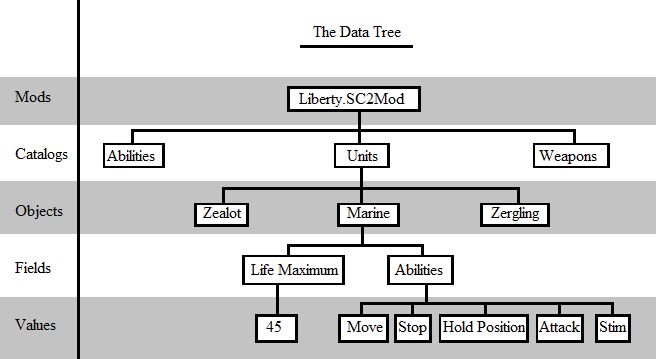 The Data Tree
Mods
Liberty.SC2Mod
Catalogs
Abilities
Units
Weapons
Objects
Zealot
Marine
Zergling
Fields
Life Maximum
Abilities
Values
45
Move
Stop
Hold Position
Attack
Stim